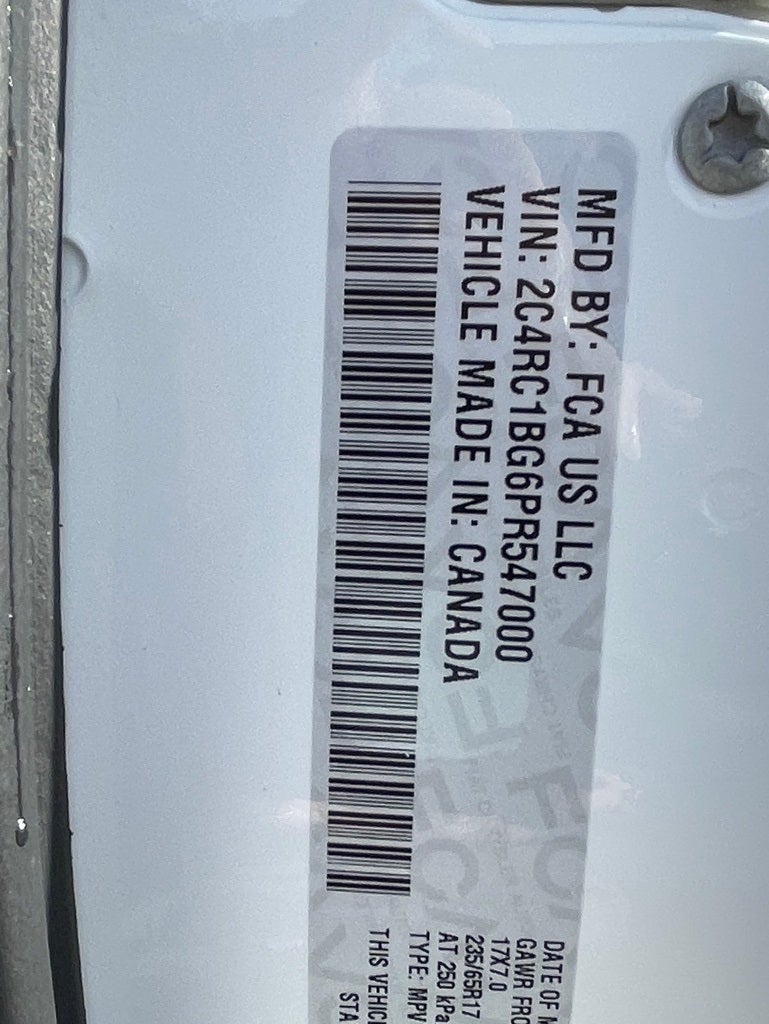 MFD BY: FCA US LLC
VIN: 2C4RC1BG6PR547000
VEHICLE MADE IN: CANADA
DATE OF
GAWR FRO
17X7.0
235/65R17
AT 250 kPa
TYPE: MPV
THIS VEHICL
STA